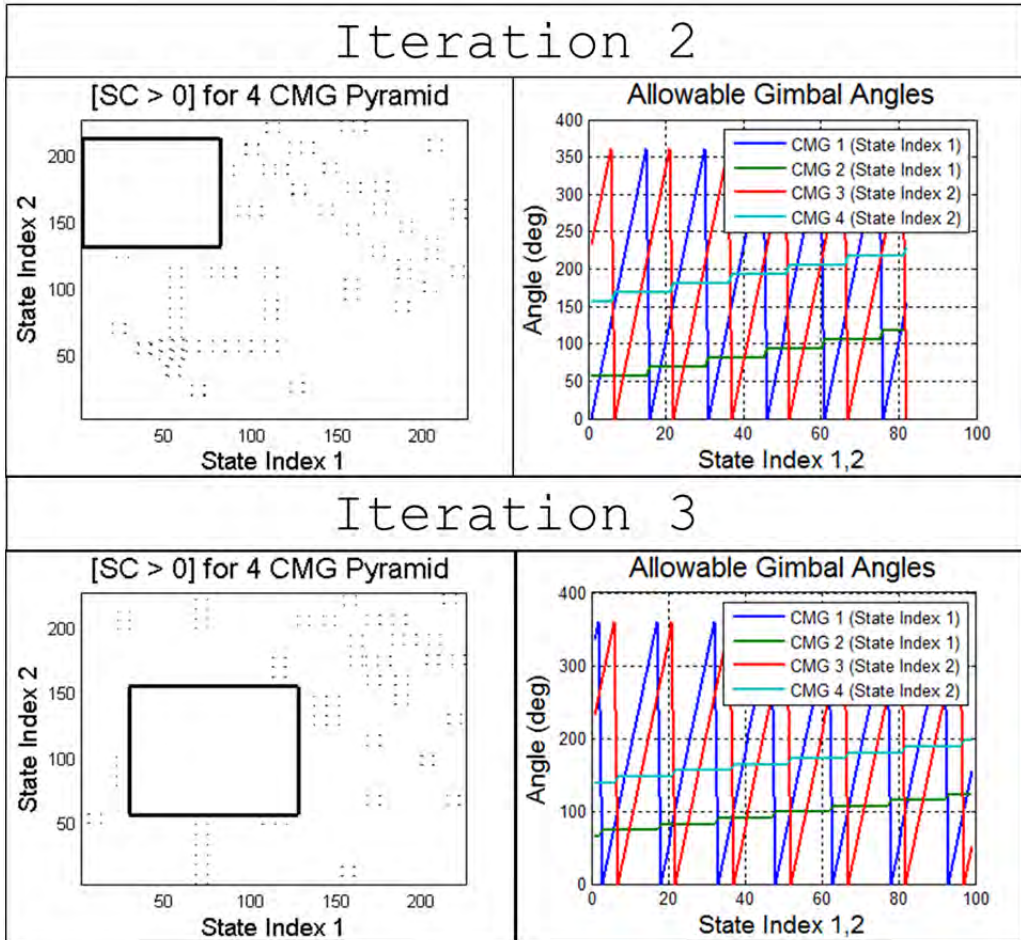 Iteration 2
[SC > 0] for 4 CMG Pyramid
State Index 2
200
150
100
50
50
100
150
200
State Index 1
Allowable Gimbal Angles
Angle (deg)
400
350
300
250
200
150
100
50
0
CMG 1 (State Index 1)
CMG 2 (State Index 1)
CMG 3 (State Index 2)
CMG 4 (State Index 2)
0
20
40
60
80
100
State Index 1,2
Iteration 3
[SC > 0] for 4 CMG Pyramid
State Index 2
200
150
100
50
50
100
150
200
State Index 1
Allowable Gimbal Angles
Angle (deg)
400
300
200
100
0
CMG 1 (State Index 1)
CMG 2 (State Index 1)
CMG 3 (State Index 2)
CMG 4 (State Index 2)
0
20
40
60
80
100
State Index 1,2